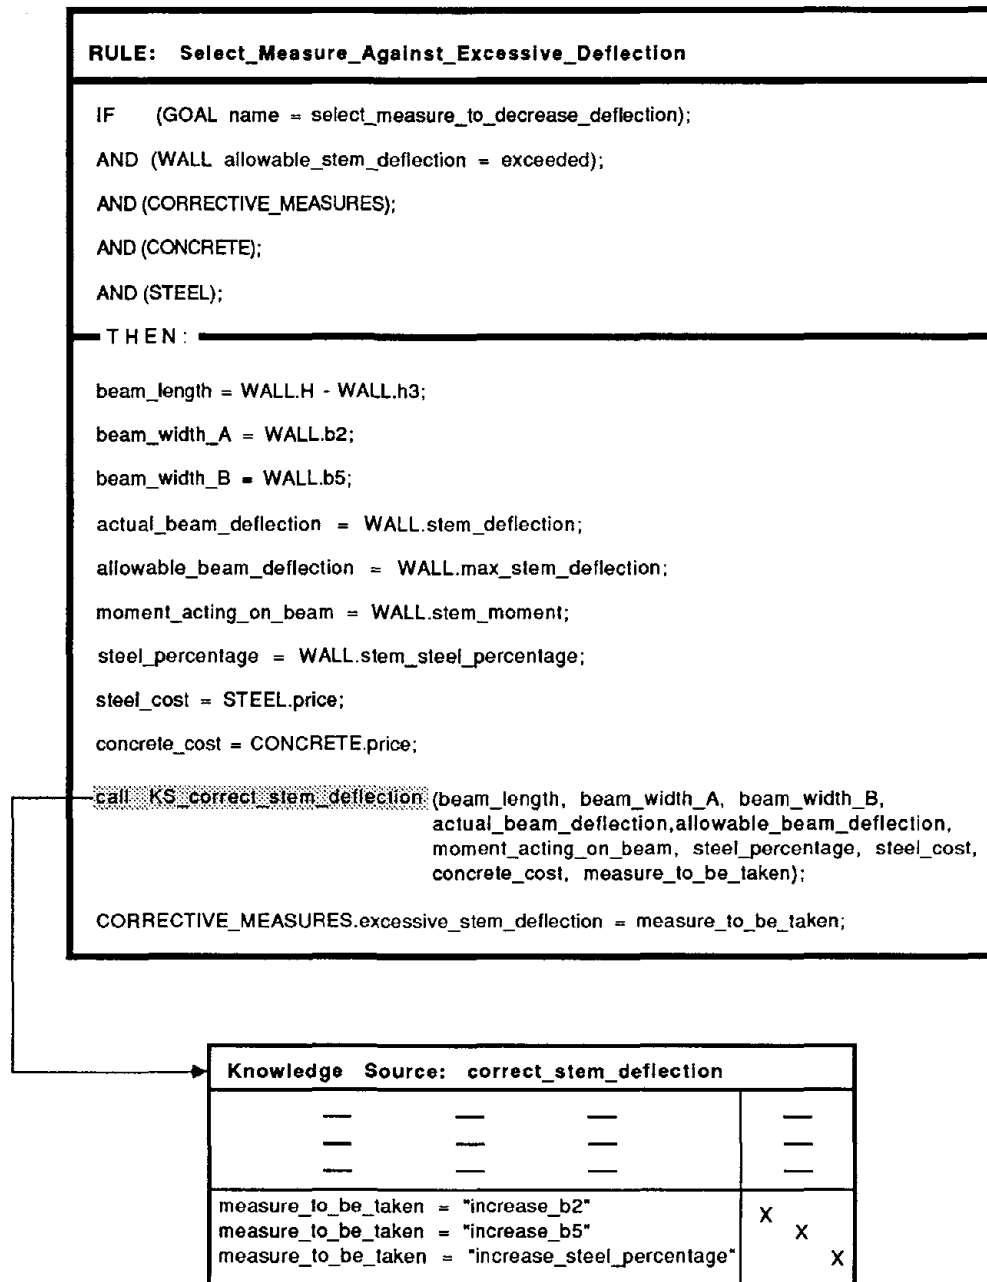 RULE: Select_Measure_Against_Excessive_Deflection
IF (GOAL name = select_measure_to_decrease_deflection);
AND (WALL allowable_stem_deflection = exceeded);
AND (CORRECTIVE_MEASURES);
AND (CONCRETE);
AND (STEEL);
THEN:
beam_length = WALL.H - WALL.h3;
beam_width_A = WALL.b2;
beam_width_B = WALL.b5;
actual_beam_deflection = WALL.stem_deflection;
allowable_beam_deflection = WALL.max_stem_deflection;
moment_acting_on_beam = WALL.stem_moment;
steel_percentage = WALL.stem_steel_percentage;
steel_cost = STEEL.price;
concrete_cost = CONCRETE.price;
call KS_correct_stem_deflection (beam_length, beam_width_A, beam_width_B,
actual_beam_deflection,allowable_beam_deflection,
moment_acting_on_beam, steel_percentage, steel_cost,
concrete_cost, measure_to_be_taken);
CORRECTIVE_MEASURES.excessive_stem_deflection = measure_to_be_taken;
Knowledge Source: correct_stem_deflection
measure_to_be_taken = "increase_b2" X
measure_to_be_taken = "increase_b5" X
measure_to_be_taken = "increase_steel_percentage" X